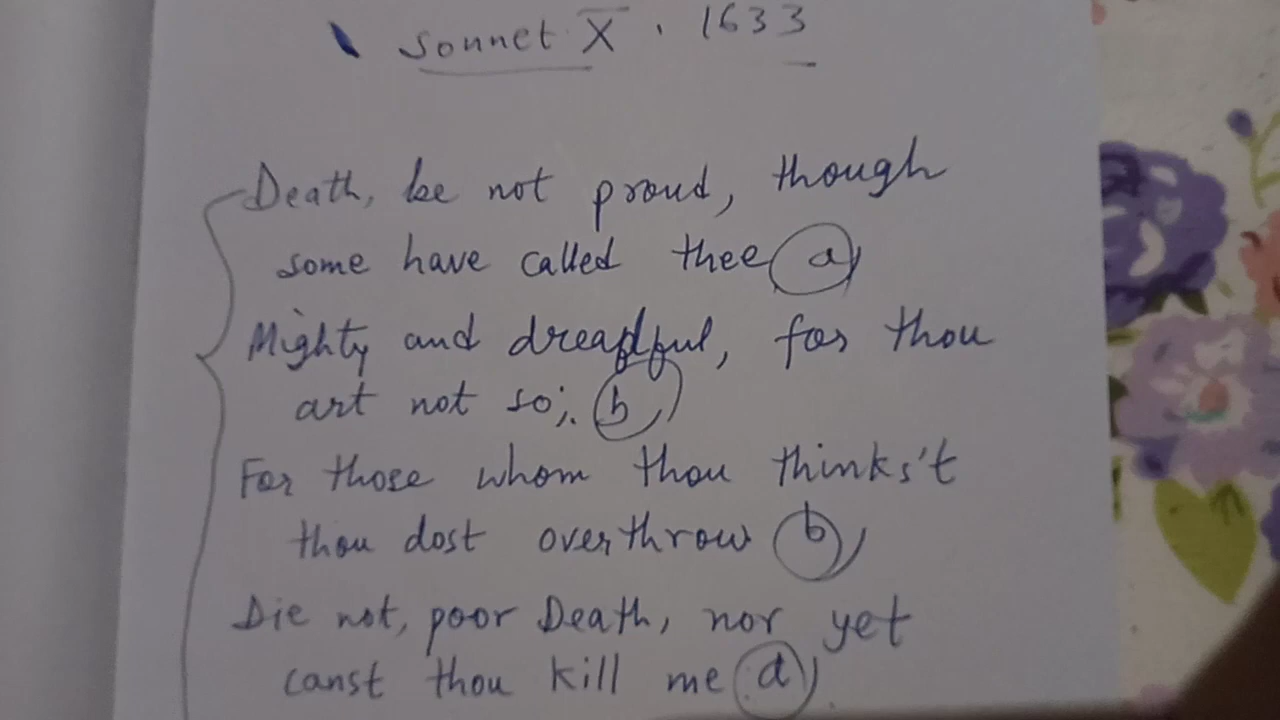 Sonnet X. 1633
Death, be not proud, though
some have called thee (a)
Mighty and dreadful, for thou
art not so;. (b)
For those whom thou thinks't
thou dost overthrow (b)
Die not, poor Death, nor yet
canst thou kill me (a)